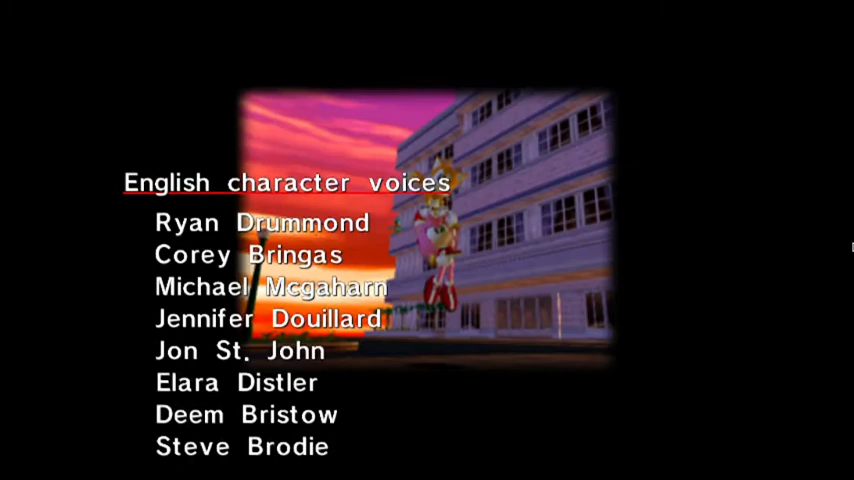 English character voices
Ryan Drummond
Corey Bringas
Michael Mcgaharn
Jennifer Douillard
Jon St. John
Elara Distler
Deem Bristow
Steve Brodie